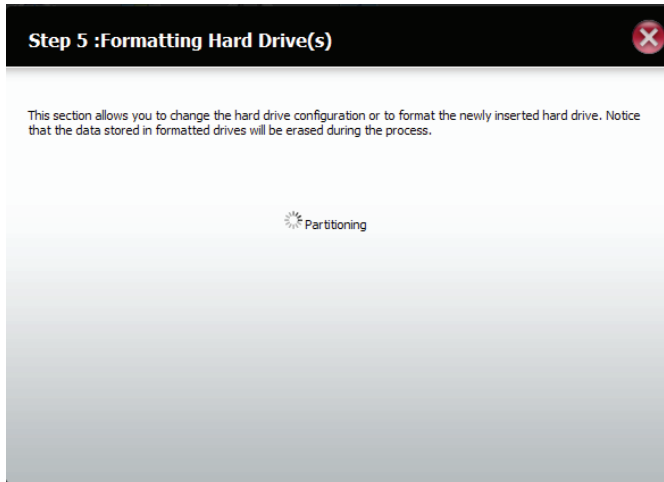 Step 5 :Formatting Hard Drive(s)
This section allows you to change the hard drive configuration or to format the newly inserted hard drive. Notice
that the data stored in formatted drives will be erased during the process.
Partitioning